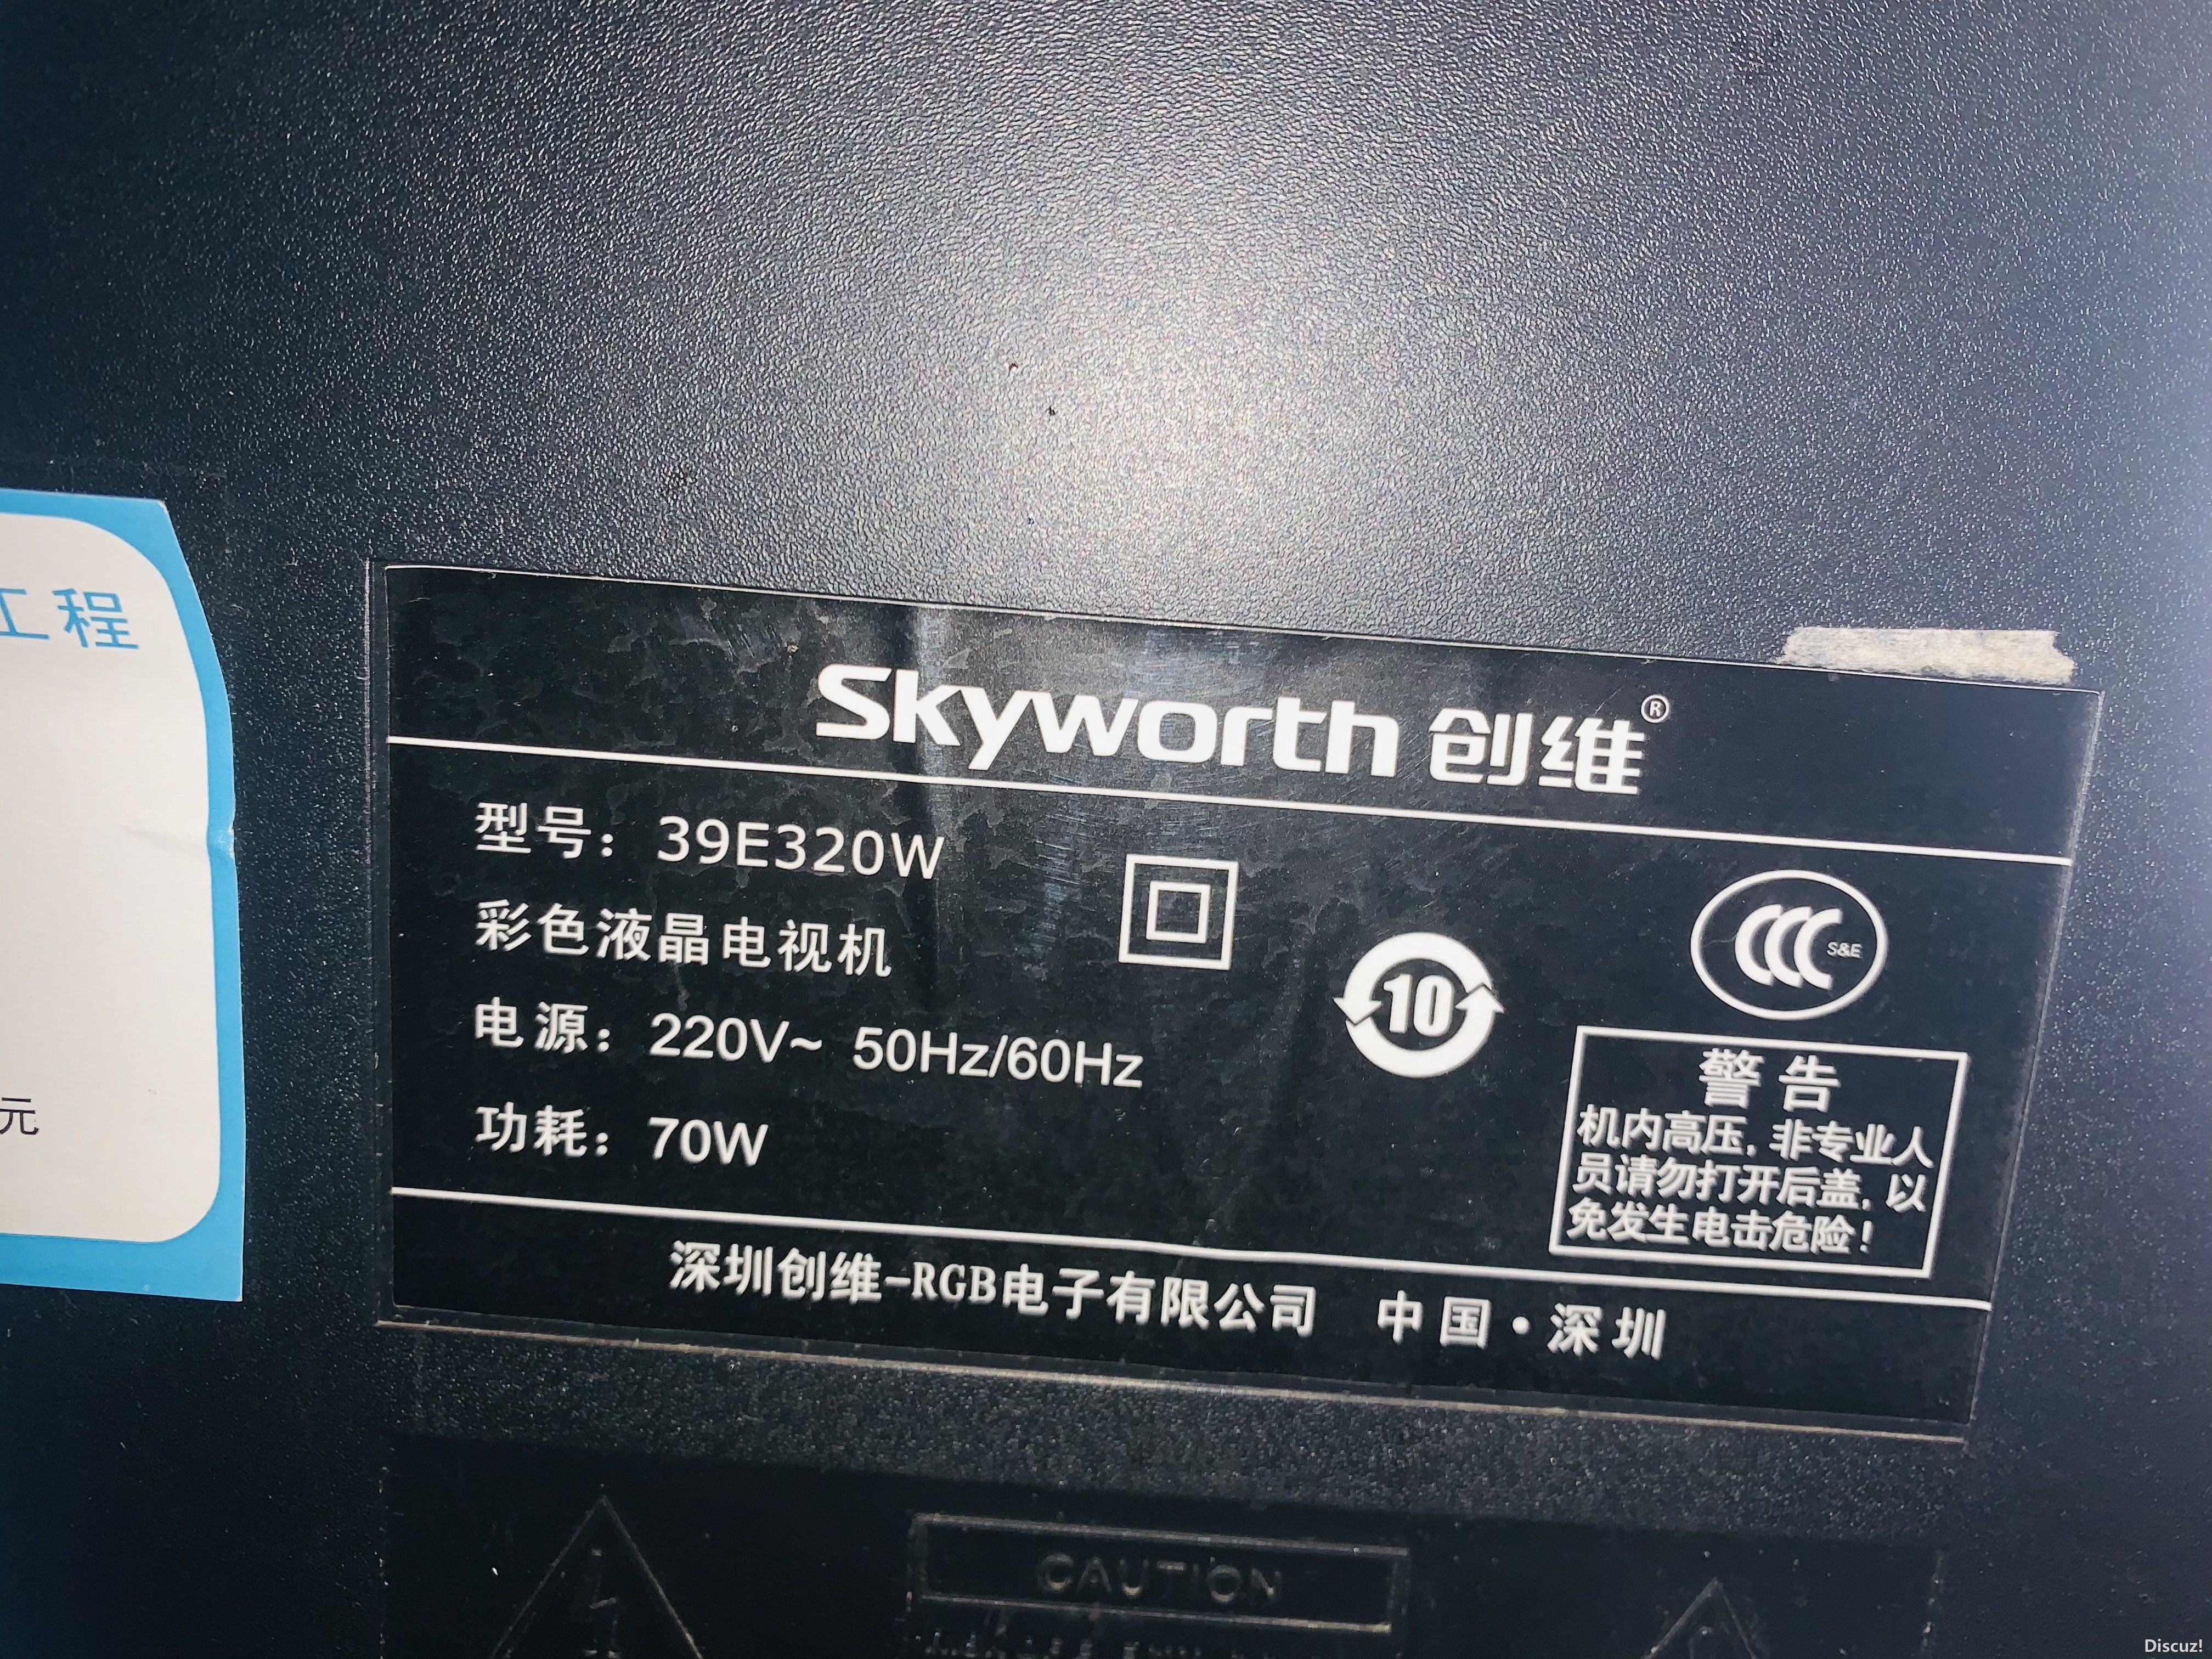 工程
元
Skyworth 创维®
型号：39E320W
彩色液晶电视机
电源：220V~ 50Hz/60Hz
功耗：70W
10
CCC S&E
警告
机内高压，非专业人
员请勿打开后盖，以
免发生电击危险！
深圳创维-RGB电子有限公司 中国·深圳
CAUTION
Discuz!